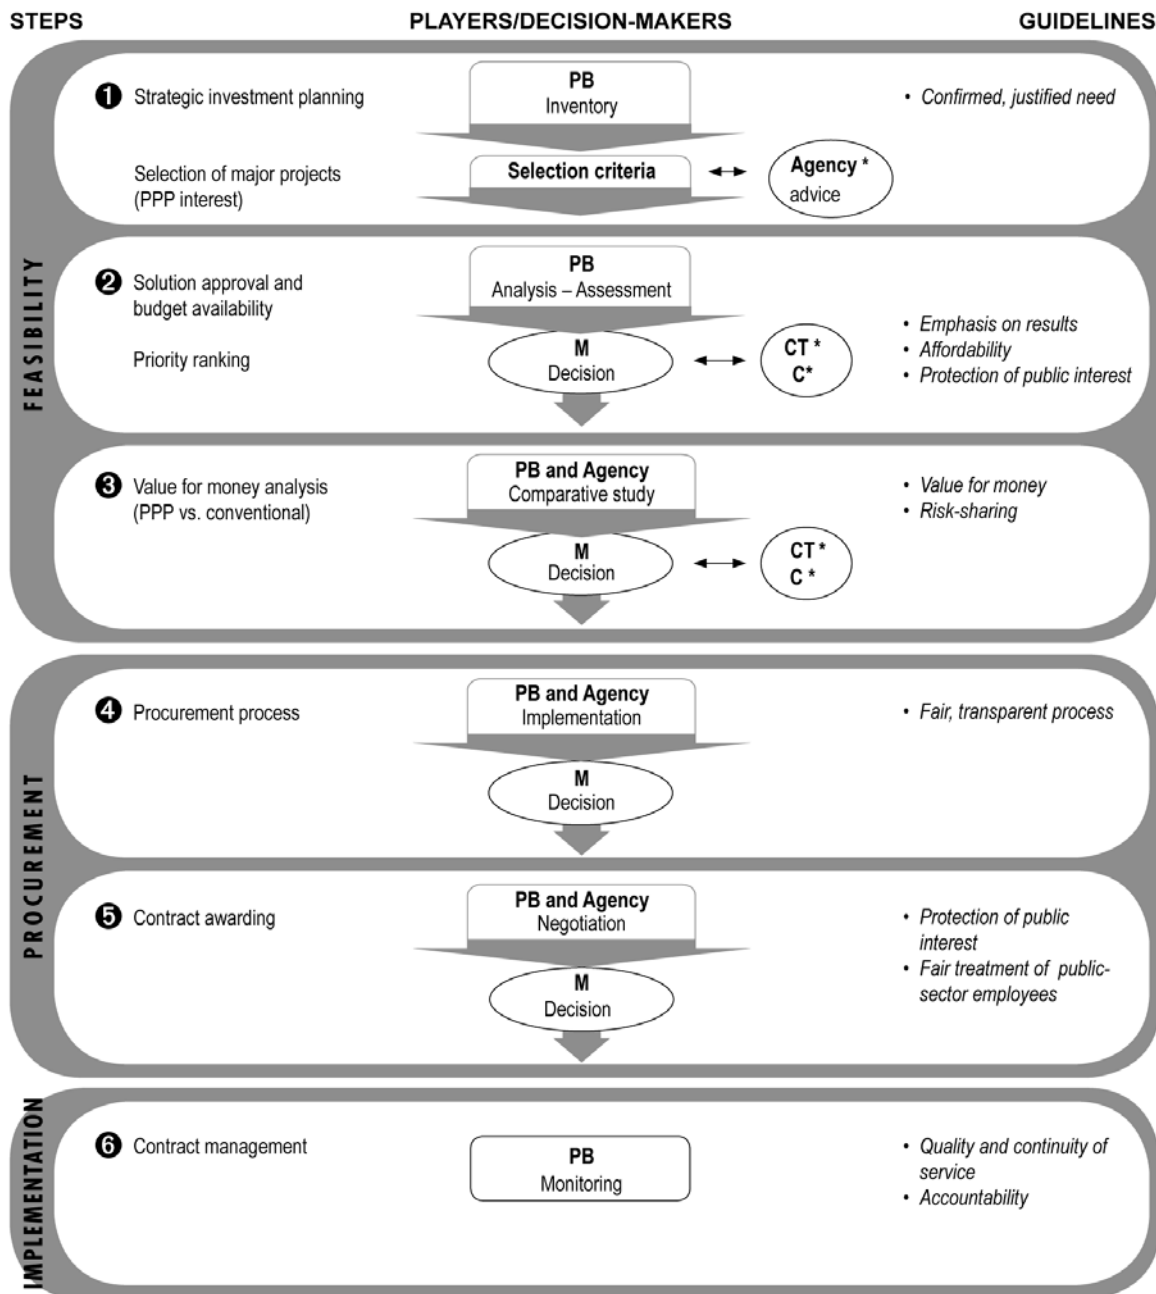 STEPS PLAYERS/DECISION-MAKERS GUIDELINES
FEASIBILITY
❶ Strategic investment planning
PB
Inventory
• Confirmed, justified need
Selection of major projects
(PPP interest)
Selection criteria
Agency *
advice
❷ Solution approval and
budget availability
Priority ranking
PB
Analysis – Assessment
M
Decision
CT *
C*
• Emphasis on results
• Affordability
• Protection of public interest
❸ Value for money analysis
(PPP vs. conventional)
PB and Agency
Comparative study
M
Decision
CT *
C *
• Value for money
• Risk-sharing
PROCUREMENT
❹ Procurement process
PB and Agency
Implementation
M
Decision
• Fair, transparent process
❺ Contract awarding
PB and Agency
Negotiation
M
Decision
• Protection of public
interest
• Fair treatment of public-
sector employees
IMPLEMENTATION
❻ Contract management
PB
Monitoring
• Quality and continuity of
service
• Accountability